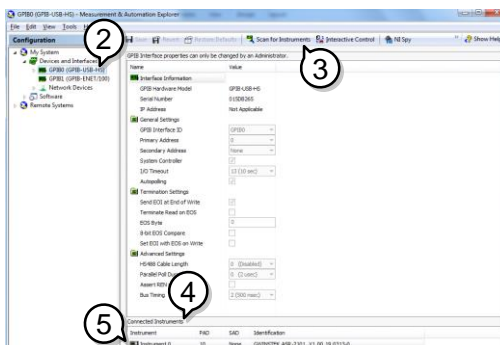 GPIB0 (GPIB-USB-HS) - Measurement & Automation Explorer
File Edit View Tools
Configuration
2
Save Revert Restore Defaults Scan for Instruments Interactive Control NI Spy Show Help
My System
Devices and Interfaces
GPIB0 (GPIB-USB-HS)
GPIB1 (GPIB-ENET/100)
Network Devices
Software
Remote Systems
GPIB Interface properties can only be changed by an Administrator.
3
Name Value
Interface Information
GPIB Hardware Model GPIB-USB-HS
Serial Number 015D8265
IP Address Not Applicable
General Settings
GPIB Interface ID GPIB0
Primary Address 0
Secondary Address None
System Controller
I/O Timeout 13 (10 sec)
Autopolling
Termination Settings
Send EOI at End of Write
Terminate Read on EOS
EOS Byte 0
8-bit EOS Compare
Set EOI with EOS on Write
Advanced Settings
HS488 Cable Length 0 (Disabled)
Parallel Poll 0 (2 usec)
Assert REN
Bus Timing 2 (500 nsec)
4
Connected Instruments
5
Instrument PAD SAD Identification
Instrument 0 10 None